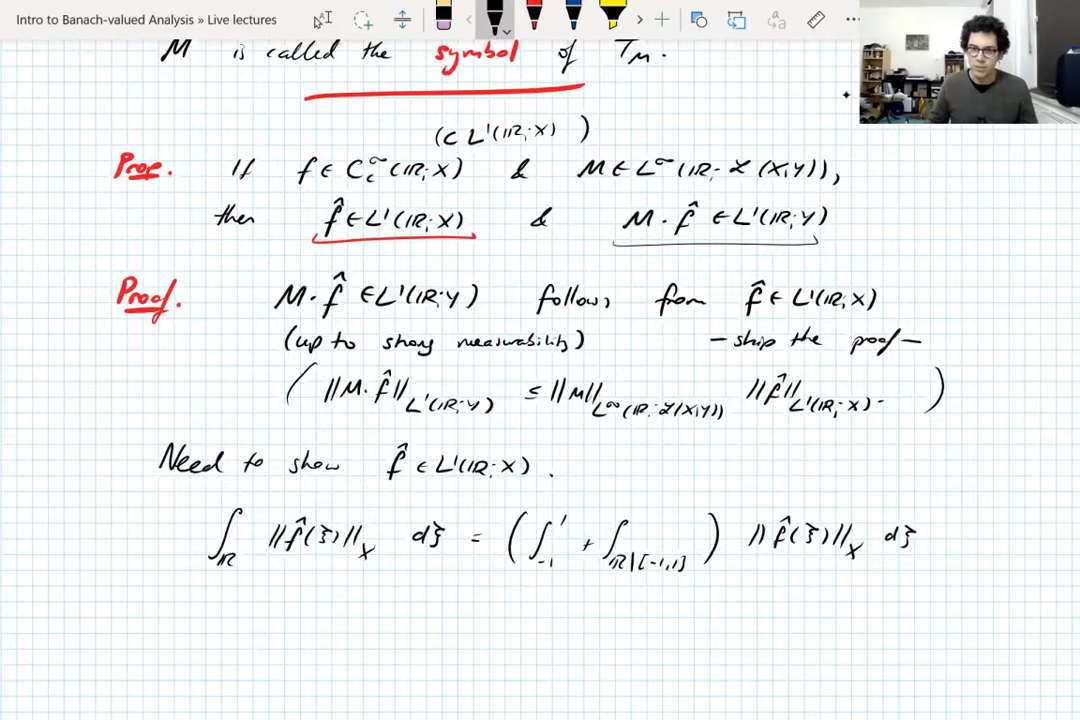 Intro to Banach-valued Analysis » Live lectures
M is called the symbol of T_M.
(⊂ L¹(ℝ; X))
Prop. If f ∈ C_c^∞(ℝ; X) & M ∈ L^∞(ℝ; ℒ(X,Y)),
then f̂ ∈ L¹(ℝ; X) & M · f̂ ∈ L¹(ℝ; Y)
Proof. M · f̂ ∈ L¹(ℝ; Y) follows from f̂ ∈ L¹(ℝ; X)
(up to strong measurability) – skip the proof –
( ‖M · f̂‖_{L¹(ℝ; Y)} ≤ ‖M‖_{L^∞(ℝ; ℒ(X,Y))} ‖f̂‖_{L¹(ℝ; X)}. )
Need to show f̂ ∈ L¹(ℝ; X).
∫_ℝ ‖f̂(ξ)‖_X dξ = ( ∫_{-1}^1 + ∫_{ℝ\[-1,1]} ) ‖f̂(ξ)‖_X dξ